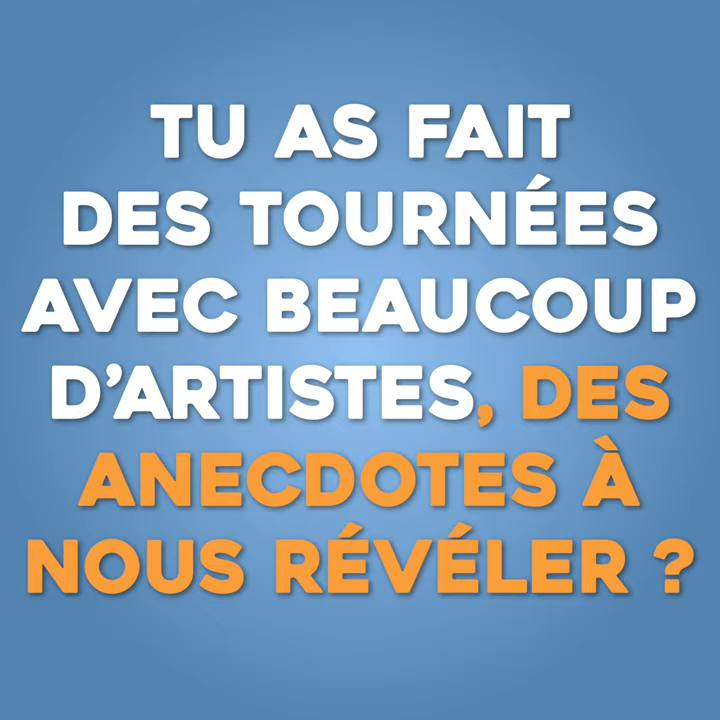 TU AS FAIT
DES TOURNÉES
AVEC BEAUCOUP
D’ARTISTES, DES
ANECDOTES À
NOUS RÉVÉLER ?